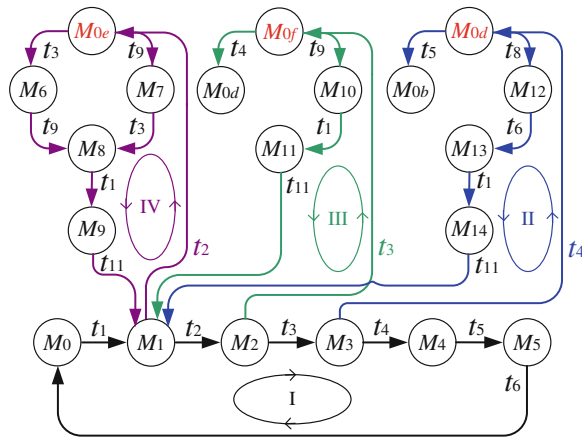 M0e M0f M0d
t3 t9 t4 t9 t5 t8
M6 M7 M0d M10 M0b M12
t9 t3 t1 t6
M8 M11 M13
t1 t11 t1
M9 IV III II M14
t11 t2 t3 t11 t4
M0 t1 M1 t2 M2 t3 M3 t4 M4 t5 M5
I t6